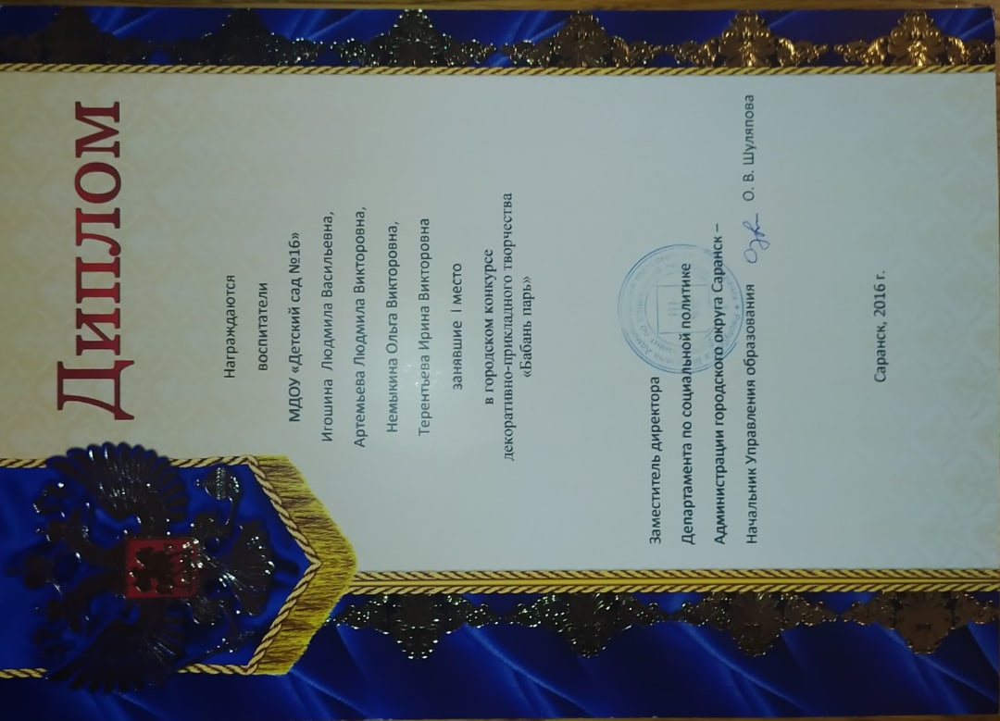 Диплом
Награждаются
воспитатели
МДОУ «Детский сад №16»
Игошина Людмила Васильевна,
Артемьева Людмила Викторовна,
Немыкина Ольга Викторовна,
Терентьева Ирина Викторовна
занявшие I место
в городском конкурсе
декоративно-прикладного творчества
«Бабань парь»
Заместитель директора
Департамента по социальной политике
Администрации городского округа Саранск –
Начальник Управления образования О. В. Шуляпова
Саранск, 2016 г.